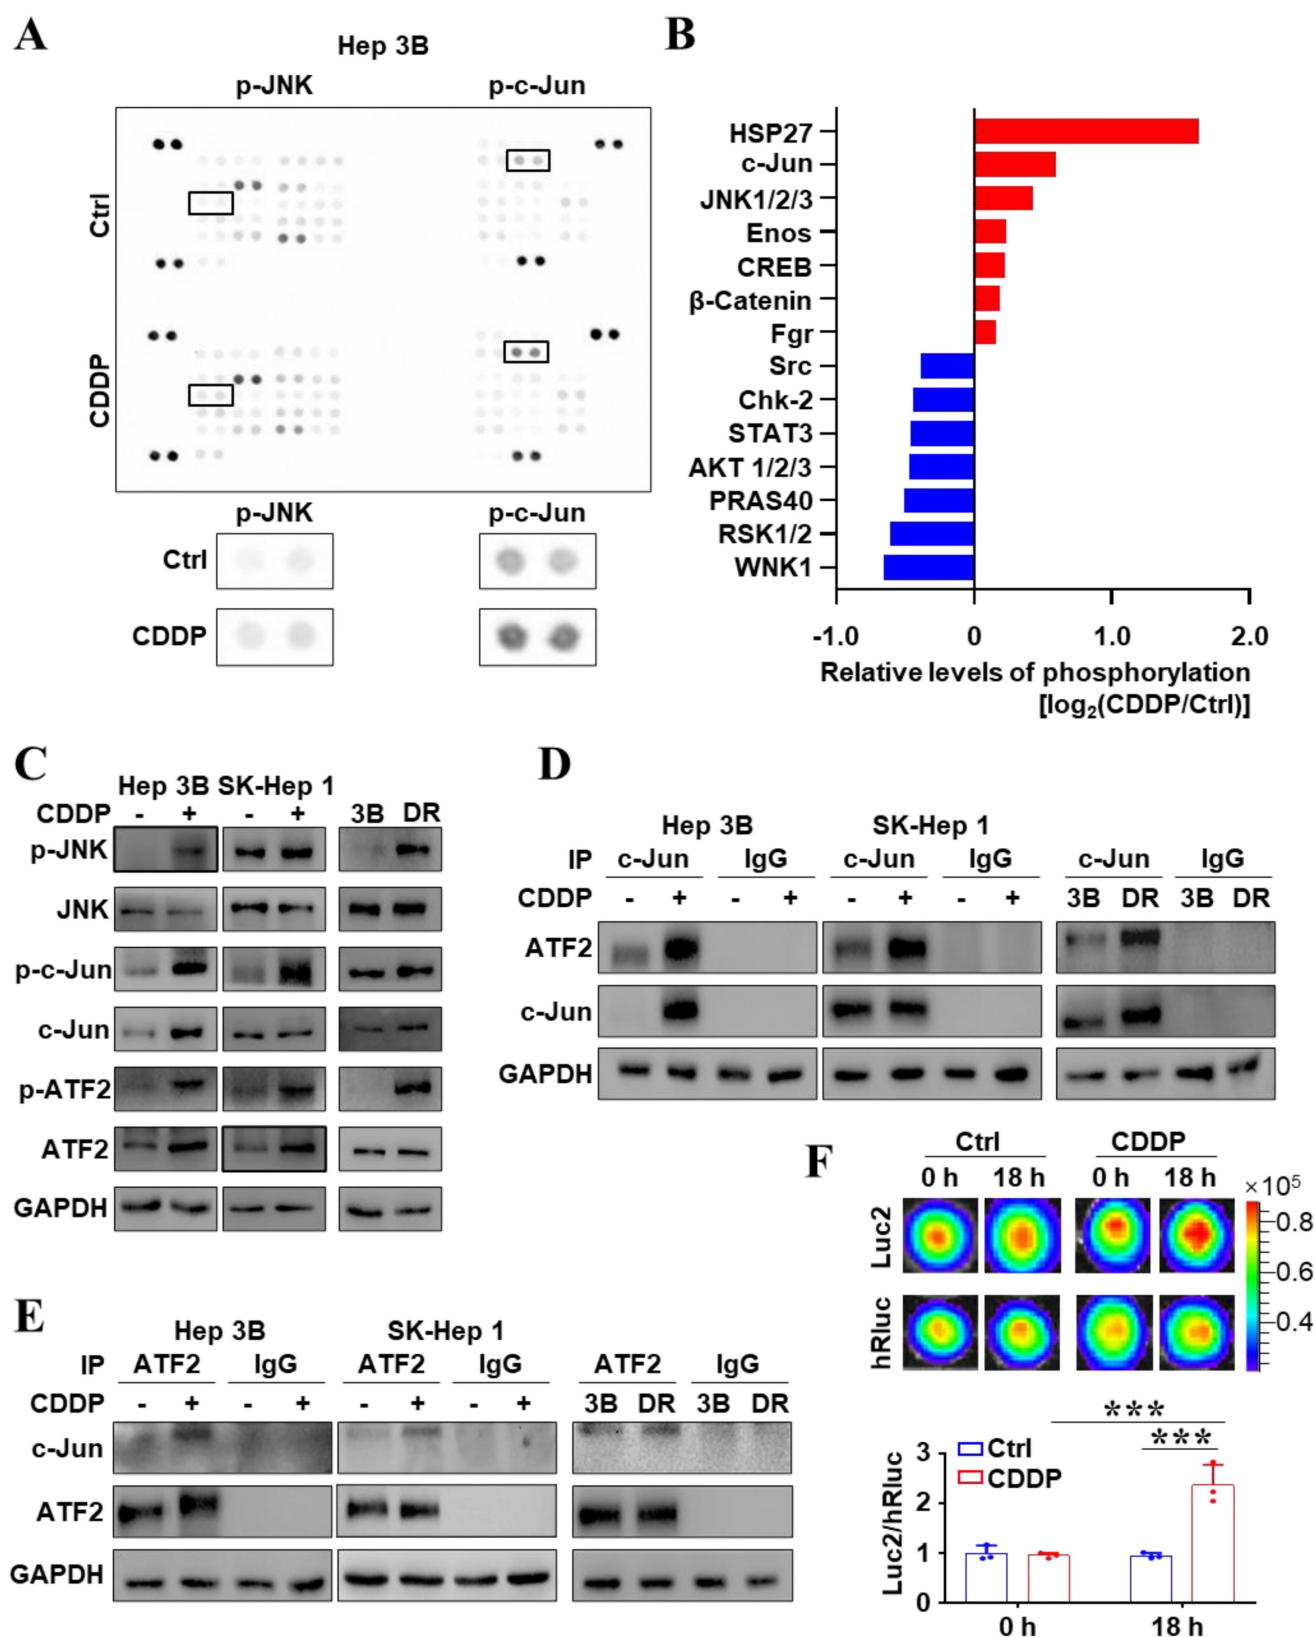 A
Hep 3B
p-JNK p-c-Jun
Ctrl
CDDP
p-JNK p-c-Jun
Ctrl
CDDP
B
HSP27
c-Jun
JNK1/2/3
Enos
CREB
β-Catenin
Fgr
Src
Chk-2
STAT3
AKT 1/2/3
PRAS40
RSK1/2
WNK1
-1.0 0 1.0 2.0
Relative levels of phosphorylation
[log₂(CDDP/Ctrl)]
C
Hep 3B SK-Hep 1
CDDP - + - + 3B DR
p-JNK
JNK
p-c-Jun
c-Jun
p-ATF2
ATF2
GAPDH
D
Hep 3B SK-Hep 1
IP c-Jun IgG c-Jun IgG c-Jun IgG
CDDP - + - + - + - + 3B DR 3B DR
ATF2
c-Jun
GAPDH
E
Hep 3B SK-Hep 1
IP ATF2 IgG ATF2 IgG ATF2 IgG
CDDP - + - + - + - + 3B DR 3B DR
c-Jun
ATF2
GAPDH
F
Ctrl CDDP
0 h 18 h 0 h 18 h
×10⁵
Luc2
hRluc
0.8
0.6
0.4
***
***
Ctrl
CDDP
Luc2/hRluc
3
2
1
0
0 h 18 h